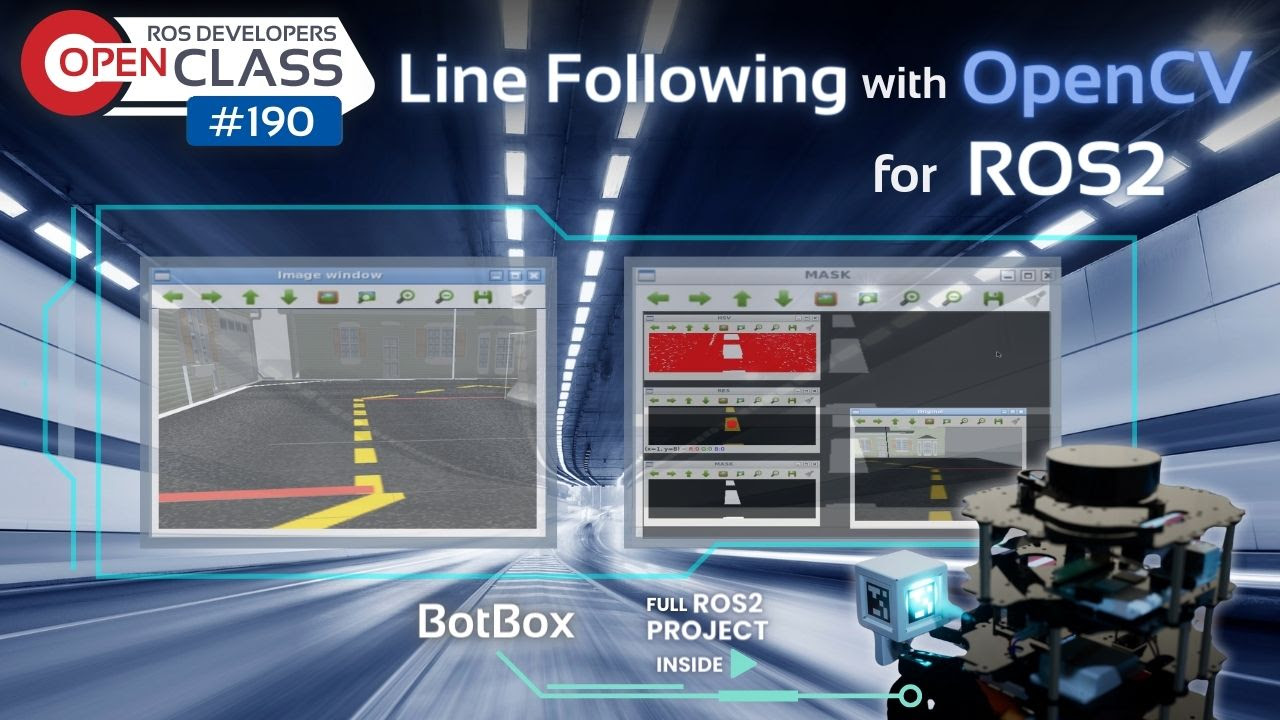 ROS DEVELOPERS
OPEN CLASS
#190
Line Following with OpenCV
for ROS2
Image window
MASK
HSV
RES
MASK
Original
BotBox
FULL ROS2
PROJECT
INSIDE